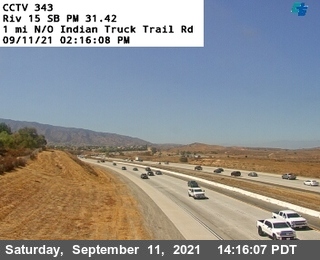 CCTV 343
Riv 15 SB PM 31.42
1 mi N/O Indian Truck Trail Rd
09/11/21 02:16:08 PM
Saturday, September 11, 2021 14:16:07 PDT